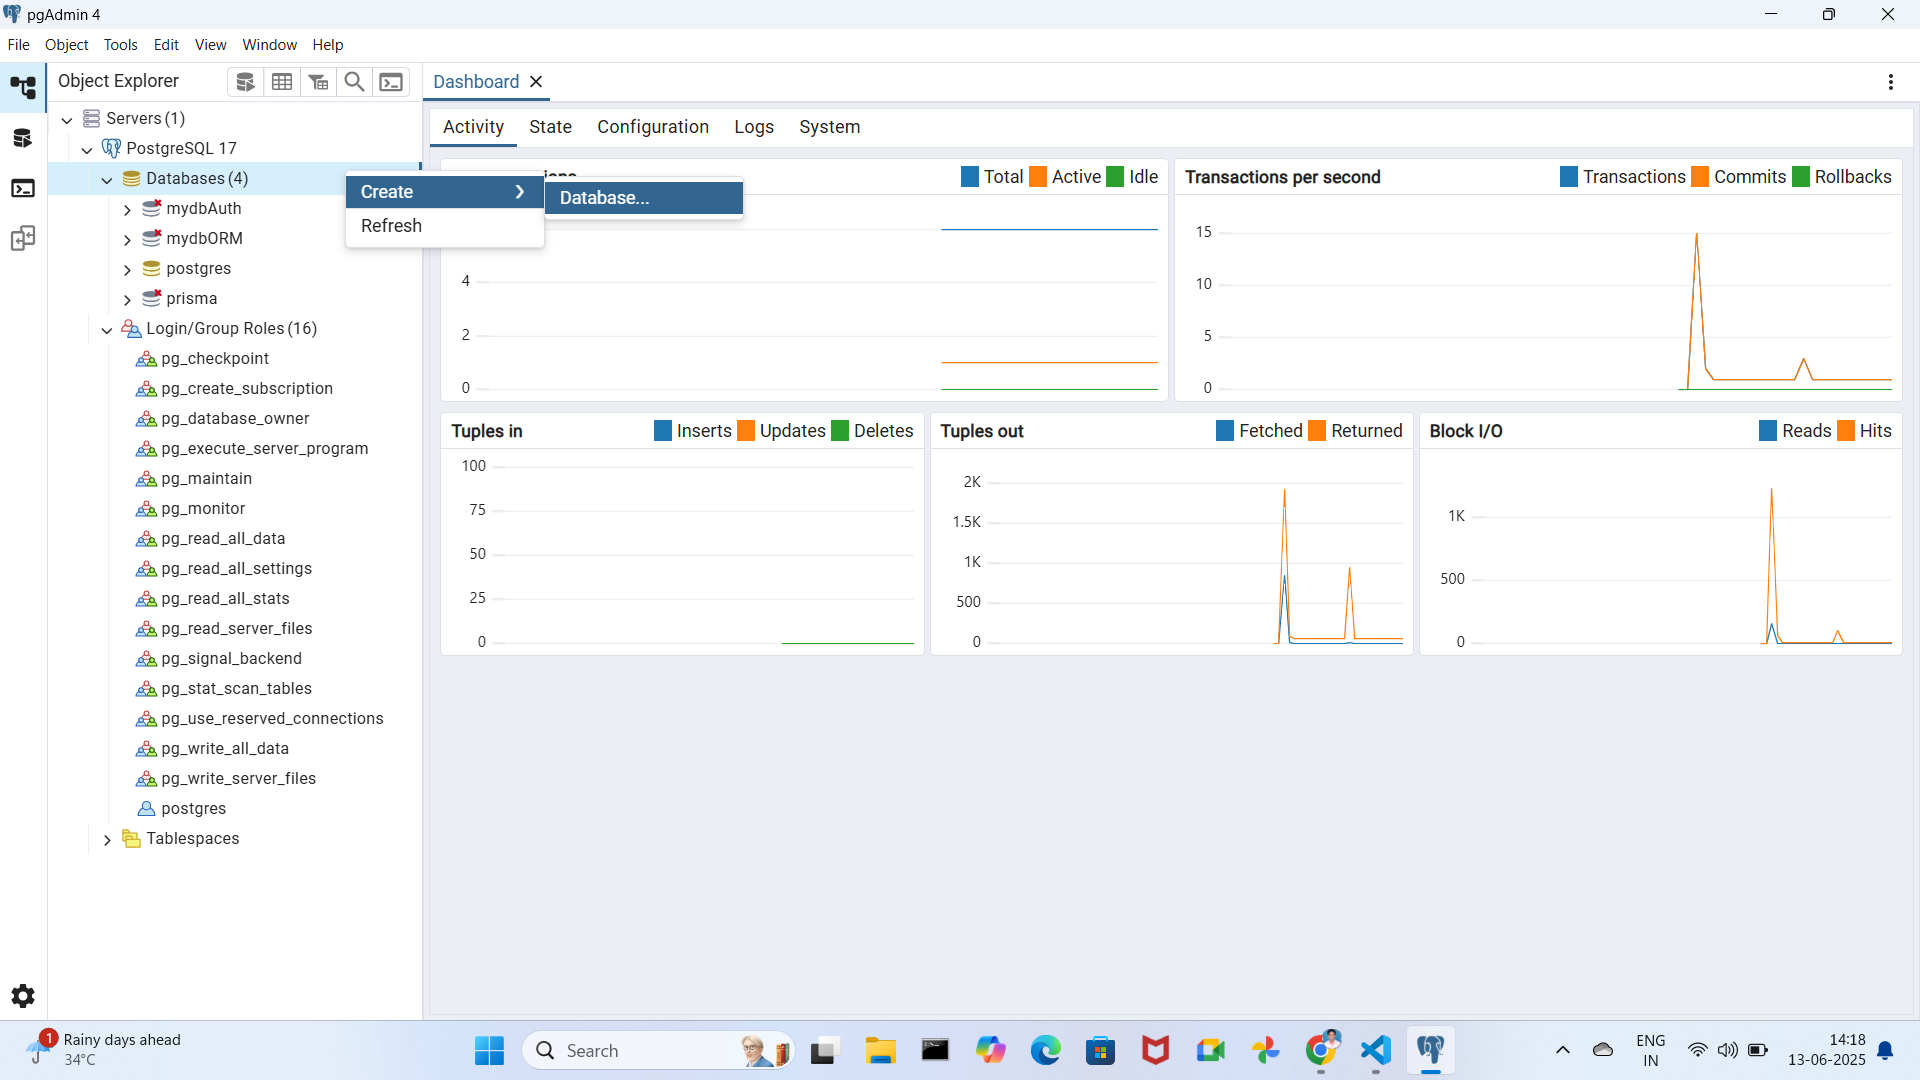 pgAdmin 4
File Object Tools Edit View Window Help
Object Explorer
Servers (1)
PostgreSQL 17
Databases (4)
mydbAuth
mydbORM
postgres
prisma
Login/Group Roles (16)
pg_checkpoint
pg_create_subscription
pg_database_owner
pg_execute_server_program
pg_maintain
pg_monitor
pg_read_all_data
pg_read_all_settings
pg_read_all_stats
pg_read_server_files
pg_signal_backend
pg_stat_scan_tables
pg_use_reserved_connections
pg_write_all_data
pg_write_server_files
postgres
Tablespaces
Create
Refresh
Database...
Dashboard
Activity State Configuration Logs System
Total Active Idle
4
2
0
Transactions per second
Transactions Commits Rollbacks
15
10
5
0
Tuples in
Inserts Updates Deletes
100
75
50
25
0
Tuples out
Fetched Returned
2K
1.5K
1K
500
0
Block I/O
Reads Hits
1K
500
0
1
Rainy days ahead
34°C
Search
ENG
IN
14:18
13-06-2025